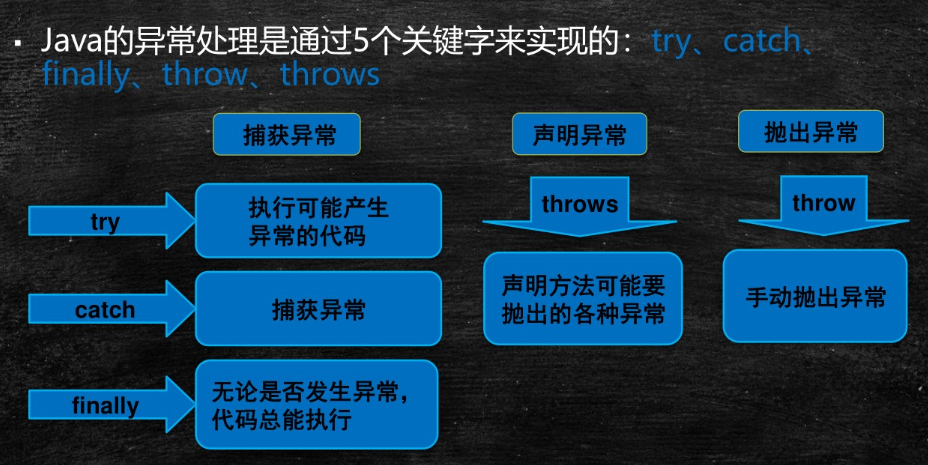 ▪ Java的异常处理是通过5个关键字来实现的：try、catch、
finally、throw、throws
捕获异常
声明异常
抛出异常
throws
throw
try
执行可能产生
异常的代码
catch
捕获异常
声明方法可能要
抛出的各种异常
手动抛出异常
finally
无论是否发生异常，
代码总能执行